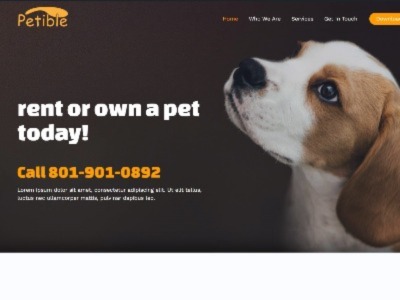 Petible
Home Who We Are Services Get In Touch Download
rent or own a pet
today!
Call 801-901-0892
Lorem ipsum dolor sit amet, consectetur adipiscing elit. Ut elit tellus,
luctus nec ullamcorper mattis, pulvinar dapibus leo.